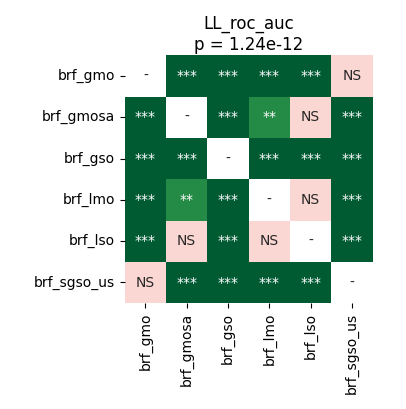 LL_roc_auc
p = 1.24e-12
brf_gmo - *** *** *** *** NS
brf_gmosa *** - *** ** NS ***
brf_gso *** *** - *** *** ***
brf_lmo *** ** *** - NS ***
brf_lso *** NS *** NS - ***
brf_sgso_us NS *** *** *** *** -
brf_gmo brf_gmosa brf_gso brf_lmo brf_lso brf_sgso_us